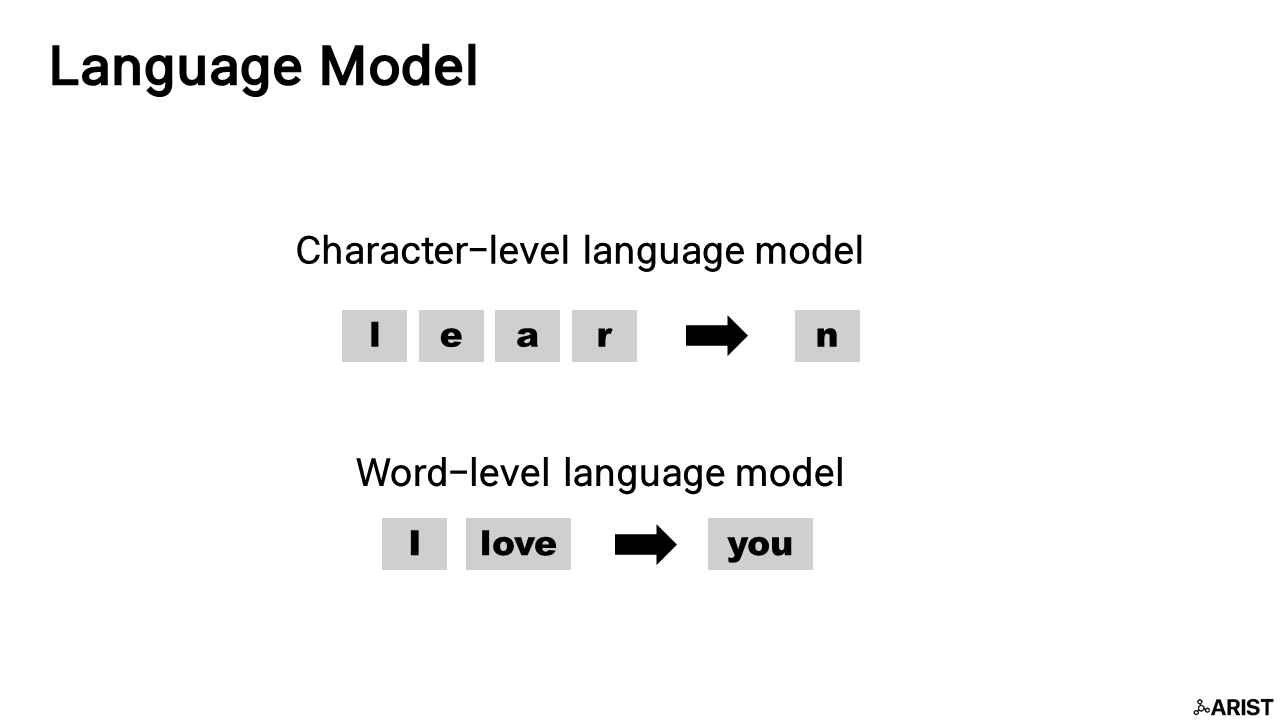 Language Model
Character-level language model
l e a r n
Word-level language model
I love you
ARIST